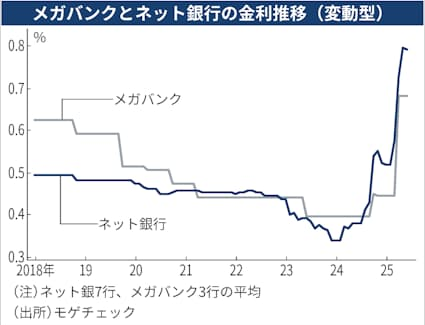 メガバンクとネット銀行の金利推移（変動型）
%
0.8
0.7
0.6
0.5
0.4
0.3
メガバンク
ネット銀行
2018年 19 20 21 22 23 24 25
（注）ネット銀7行、メガバンク3行の平均
（出所）モゲチェック